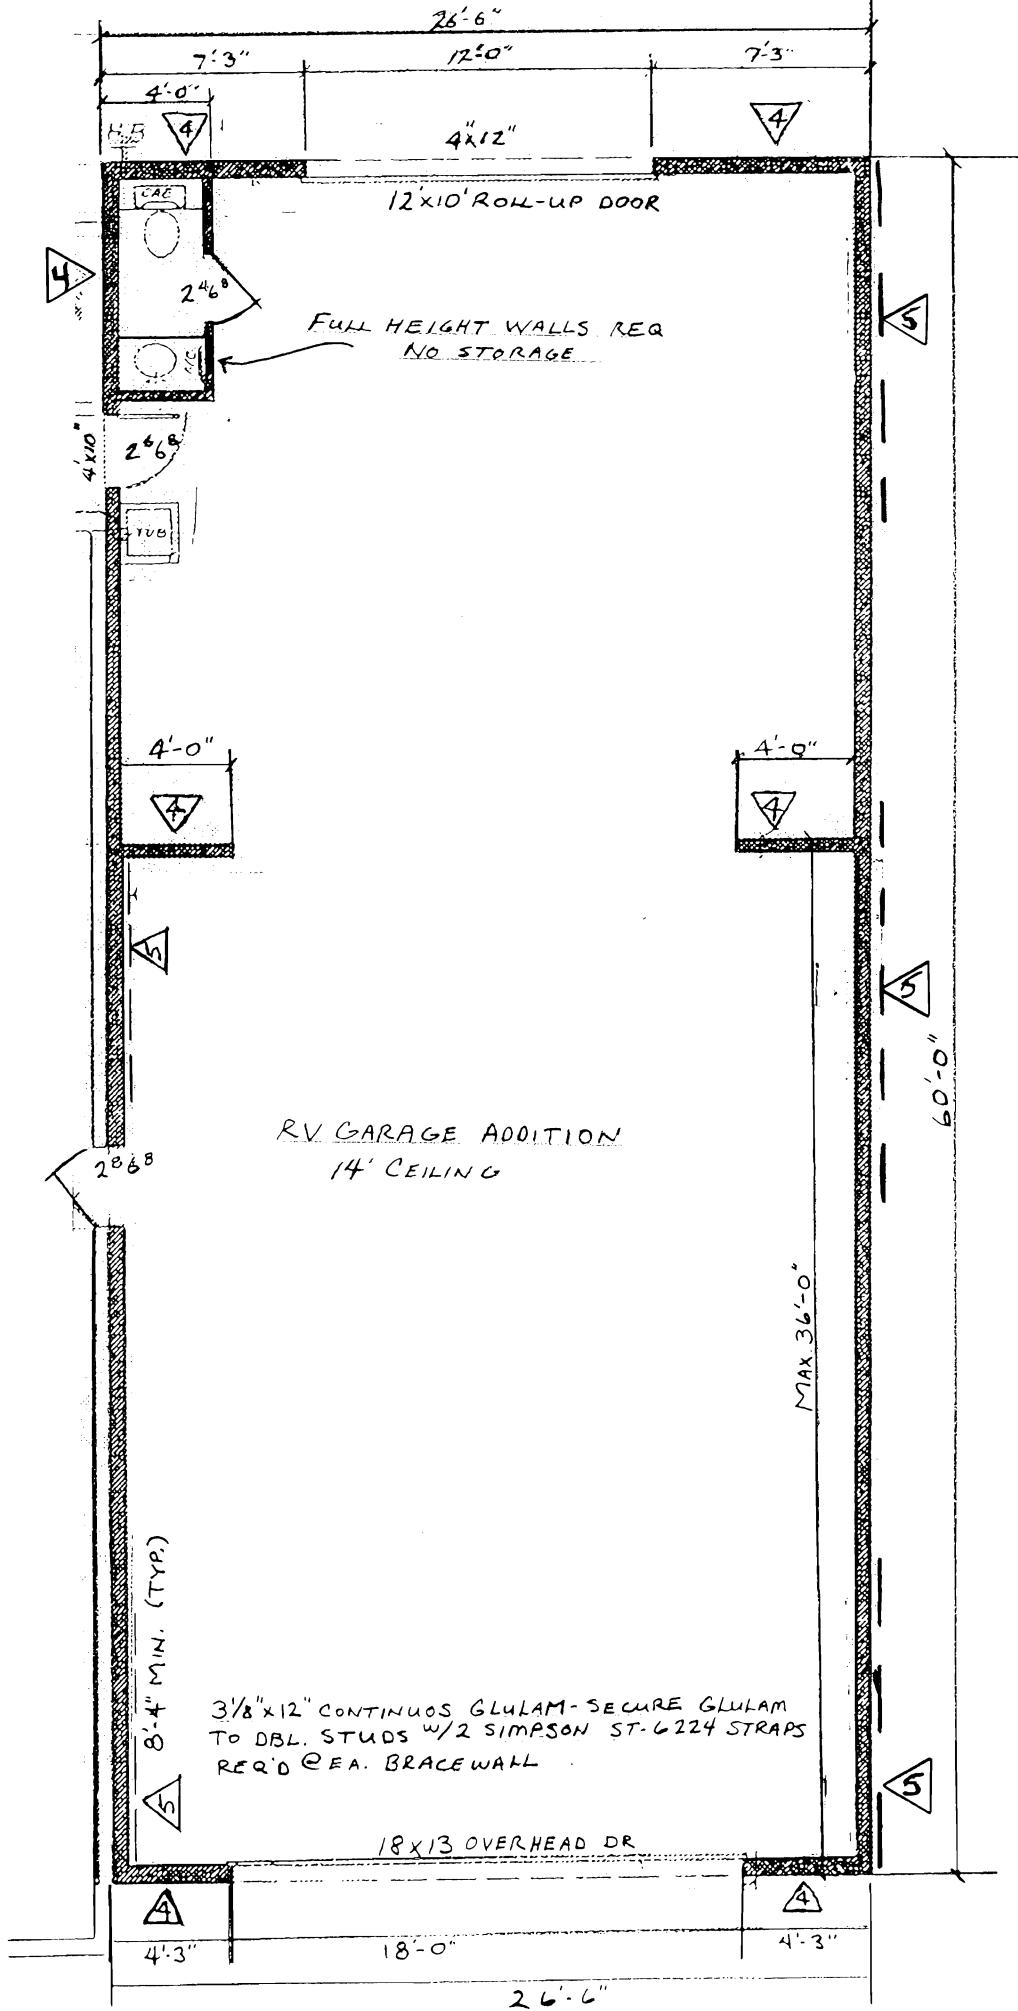 26'-6"
7'-3"
12'-0"
7'-3"
4'-0"
H.B
4
4
4"x12"
CAB
12'x10' ROLL-UP DOOR
4
2⁴6⁸
5
FULL HEIGHT WALLS REQ
NO STORAGE
4'x10"
2⁶6⁸
TUB
4'-0"
4'-0"
4
4
5
5
60'-0"
RV GARAGE ADDITION
14' CEILING
2⁸6⁸
MAX 36'-0"
8'-4" MIN. (TYP.)
3 1/8"x12" CONTINUOS GLULAM-SECURE GLULAM
TO DBL. STUDS W/2 SIMPSON ST-6224 STRAPS
REQ'D @ EA. BRACEWALL
5
5
18x13 OVERHEAD DR
4
4
4'-3"
18'-0"
4'-3"
26'-6"